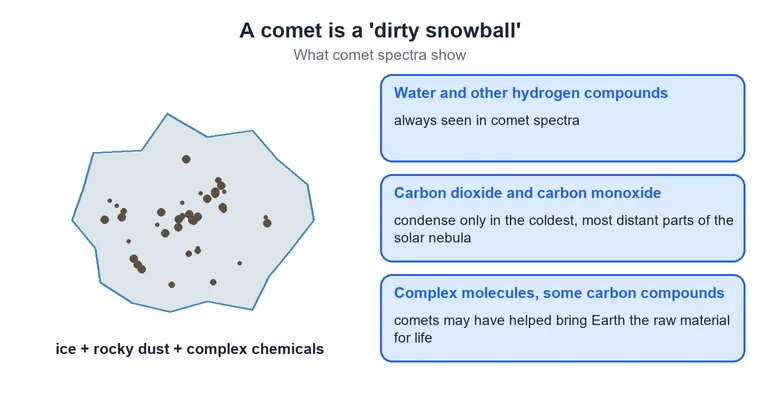 A comet is a 'dirty snowball'
What comet spectra show
Water and other hydrogen compounds
always seen in comet spectra
Carbon dioxide and carbon monoxide
condense only in the coldest, most distant parts of the
solar nebula
Complex molecules, some carbon compounds
comets may have helped bring Earth the raw material
for life
ice + rocky dust + complex chemicals